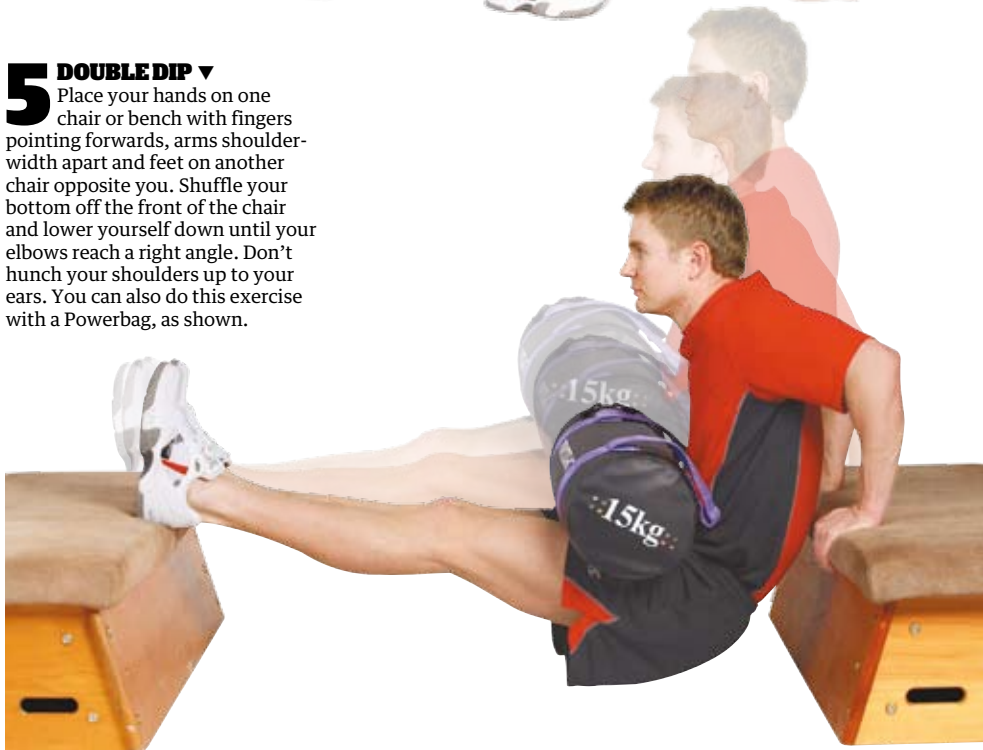 5 DOUBLE DIP ▼
Place your hands on one
chair or bench with fingers
pointing forwards, arms shoulder-
width apart and feet on another
chair opposite you. Shuffle your
bottom off the front of the chair
and lower yourself down until your
elbows reach a right angle. Don’t
hunch your shoulders up to your
ears. You can also do this exercise
with a Powerbag, as shown.
15kg
15kg